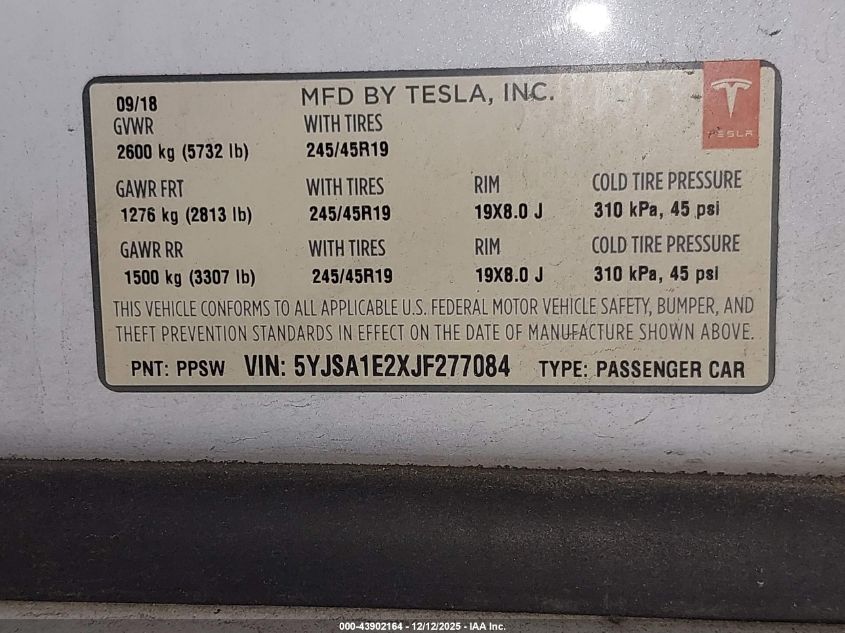 09/18 MFD BY TESLA, INC.
TESLA
GVWR WITH TIRES
2600 kg (5732 lb) 245/45R19
GAWR FRT WITH TIRES RIM COLD TIRE PRESSURE
1276 kg (2813 lb) 245/45R19 19X8.0 J 310 kPa, 45 psi
GAWR RR WITH TIRES RIM COLD TIRE PRESSURE
1500 kg (3307 lb) 245/45R19 19X8.0 J 310 kPa, 45 psi
THIS VEHICLE CONFORMS TO ALL APPLICABLE U.S. FEDERAL MOTOR VEHICLE SAFETY, BUMPER, AND
THEFT PREVENTION STANDARDS IN EFFECT ON THE DATE OF MANUFACTURE SHOWN ABOVE.
PNT: PPSW VIN: 5YJSA1E2XJF277084 TYPE: PASSENGER CAR
000-43902164 - 12/12/2025 - IAA Inc.